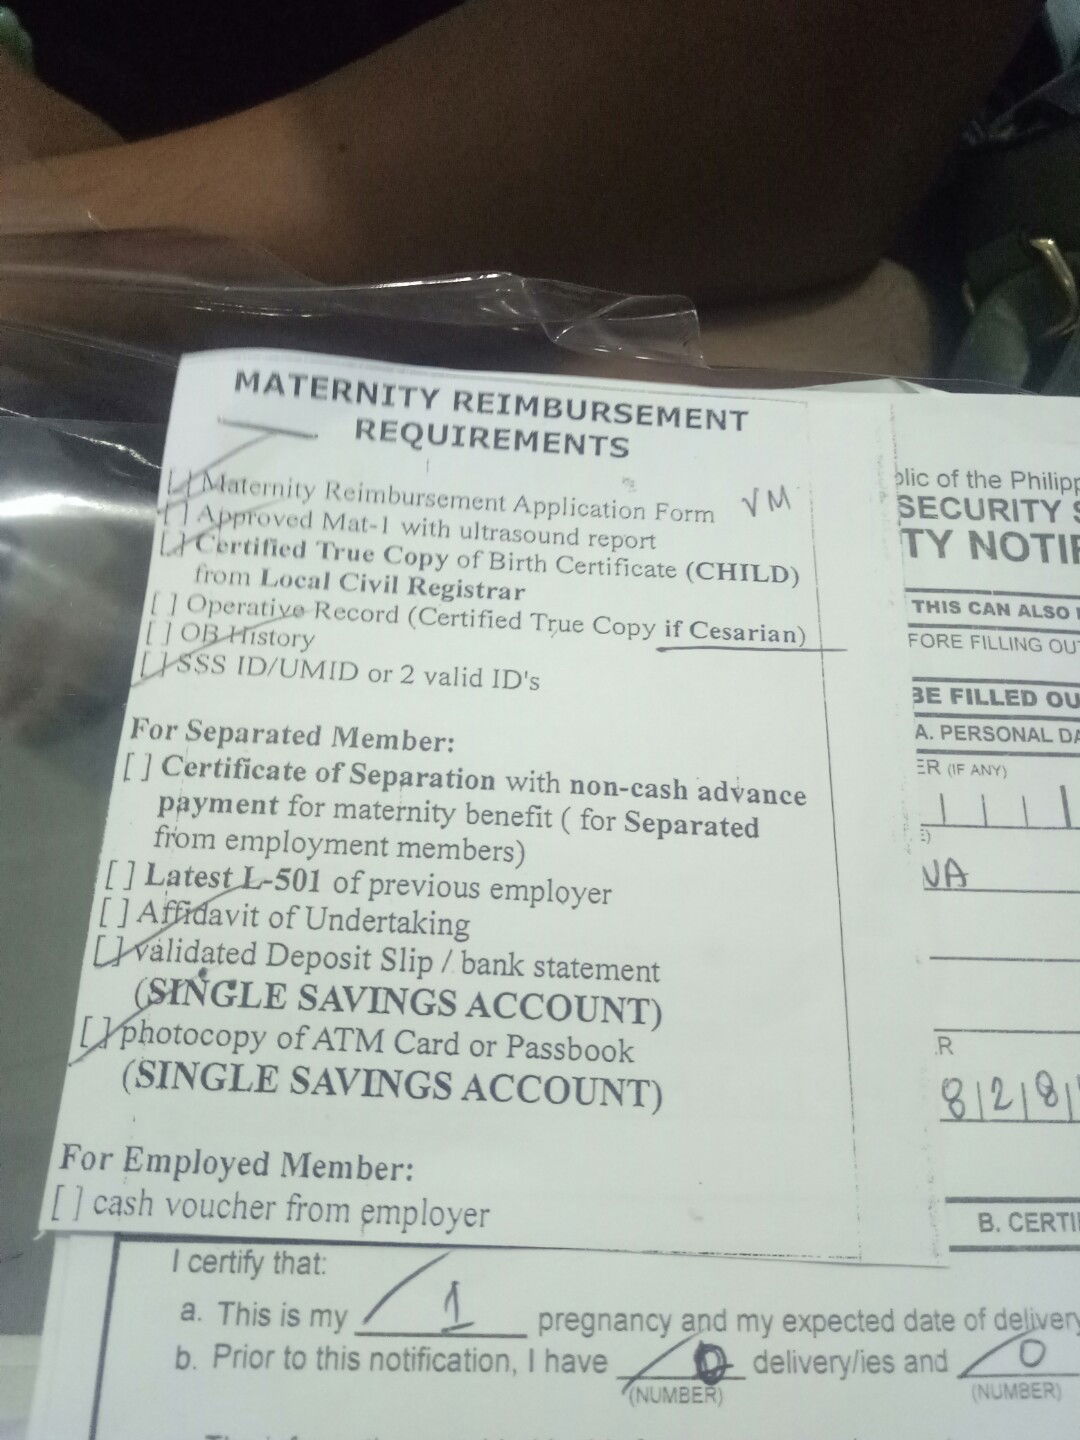 MATERNITY REIMBURSEMENT
REQUIREMENTS
[ ] Maternity Reimbursement Application Form √M
[ ] Approved Mat-1 with ultrasound report
[ ] Certified True Copy of Birth Certificate (CHILD)
from Local Civil Registrar
[ ] Operative Record (Certified True Copy if Cesarian)
[ ] OB History
[ ] SSS ID/UMID or 2 valid ID's
For Separated Member:
[ ] Certificate of Separation with non-cash advance
payment for maternity benefit ( for Separated
from employment members)
[ ] Latest L-501 of previous employer
[ ] Affidavit of Undertaking
[ ] validated Deposit Slip / bank statement
(SINGLE SAVINGS ACCOUNT)
[ ] photocopy of ATM Card or Passbook
(SINGLE SAVINGS ACCOUNT)
For Employed Member:
[ ] cash voucher from employer
blic of the Philipp
SECURITY S
TY NOTIF
THIS CAN ALSO
FORE FILLING OU
BE FILLED OU
A. PERSONAL DA
ER (IF ANY)
NA
R
8 2 8
B. CERTI
I certify that:
a. This is my 1 pregnancy and my expected date of delivery
b. Prior to this notification, I have 0 delivery/ies and 0
(NUMBER) (NUMBER)